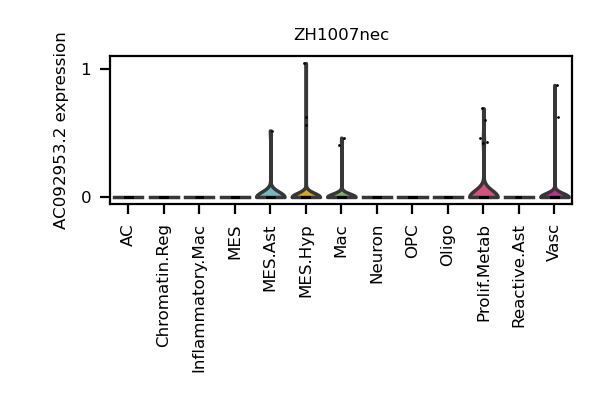 ZH1007nec
AC092953.2 expression
1
0
AC
Chromatin.Reg
Inflammatory.Mac
MES
MES.Ast
MES.Hyp
Mac
Neuron
OPC
Oligo
Prolif.Metab
Reactive.Ast
Vasc